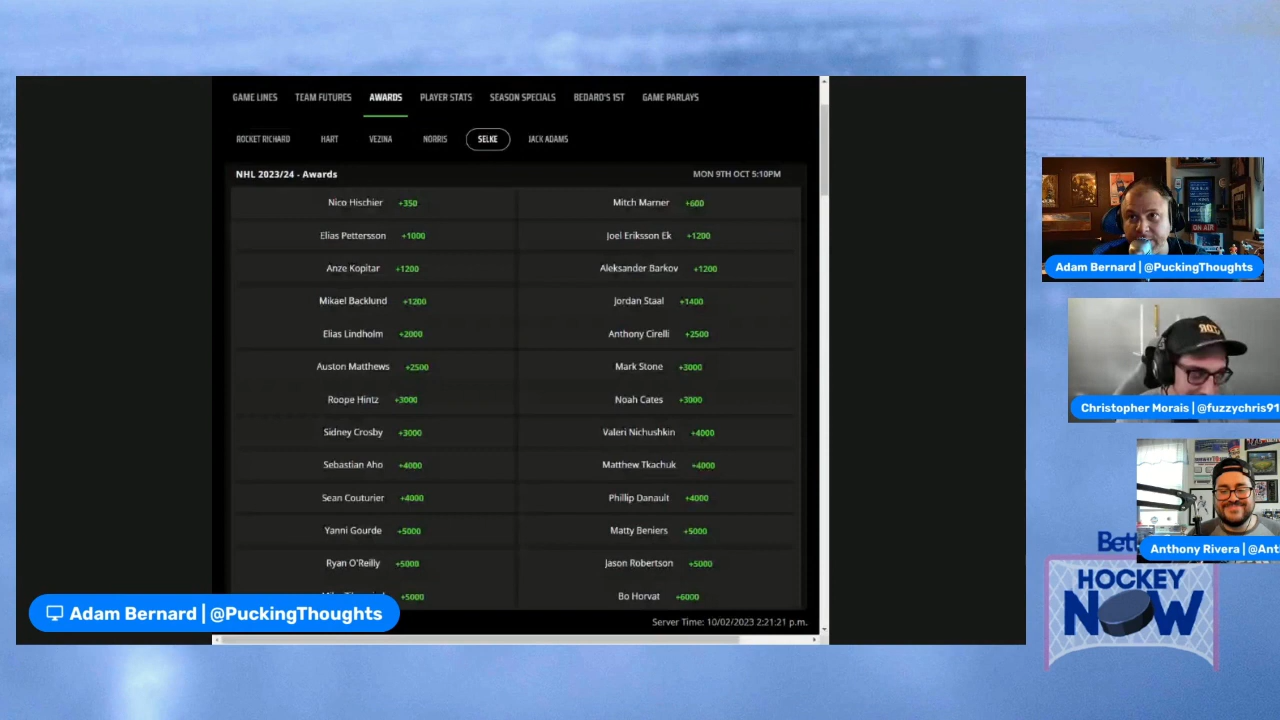 GAME LINES TEAM FUTURES AWARDS PLAYER STATS SEASON SPECIALS BEDARD'S 1ST GAME PARLAYS
ROCKET RICHARD HART VEZINA NORRIS SELKE JACK ADAMS
NHL 2023/24 - Awards MON 9TH OCT 5:10PM
Nico Hischier +350 Mitch Marner +600
Elias Pettersson +1000 Joel Eriksson Ek +1200
Anze Kopitar +1200 Aleksander Barkov +1200
Mikael Backlund +1200 Jordan Staal +1400
Elias Lindholm +2000 Anthony Cirelli +2500
Auston Matthews +2500 Mark Stone +3000
Roope Hintz +3000 Noah Cates +3000
Sidney Crosby +3000 Valeri Nichushkin +4000
Sebastian Aho +4000 Matthew Tkachuk +4000
Sean Couturier +4000 Phillip Danault +4000
Yanni Gourde +5000 Matty Beniers +5000
Ryan O'Reilly +5000 Jason Robertson +5000
+5000 Bo Horvat +6000
Server Time: 10/02/2023 2:21:21 p.m.
Adam Bernard | @PuckingThoughts
ON AIR
Adam Bernard | @PuckingThoughts
Christopher Morais | @fuzzychris91
Anthony Rivera | @Ant
Bett
HOCKEY
NOW